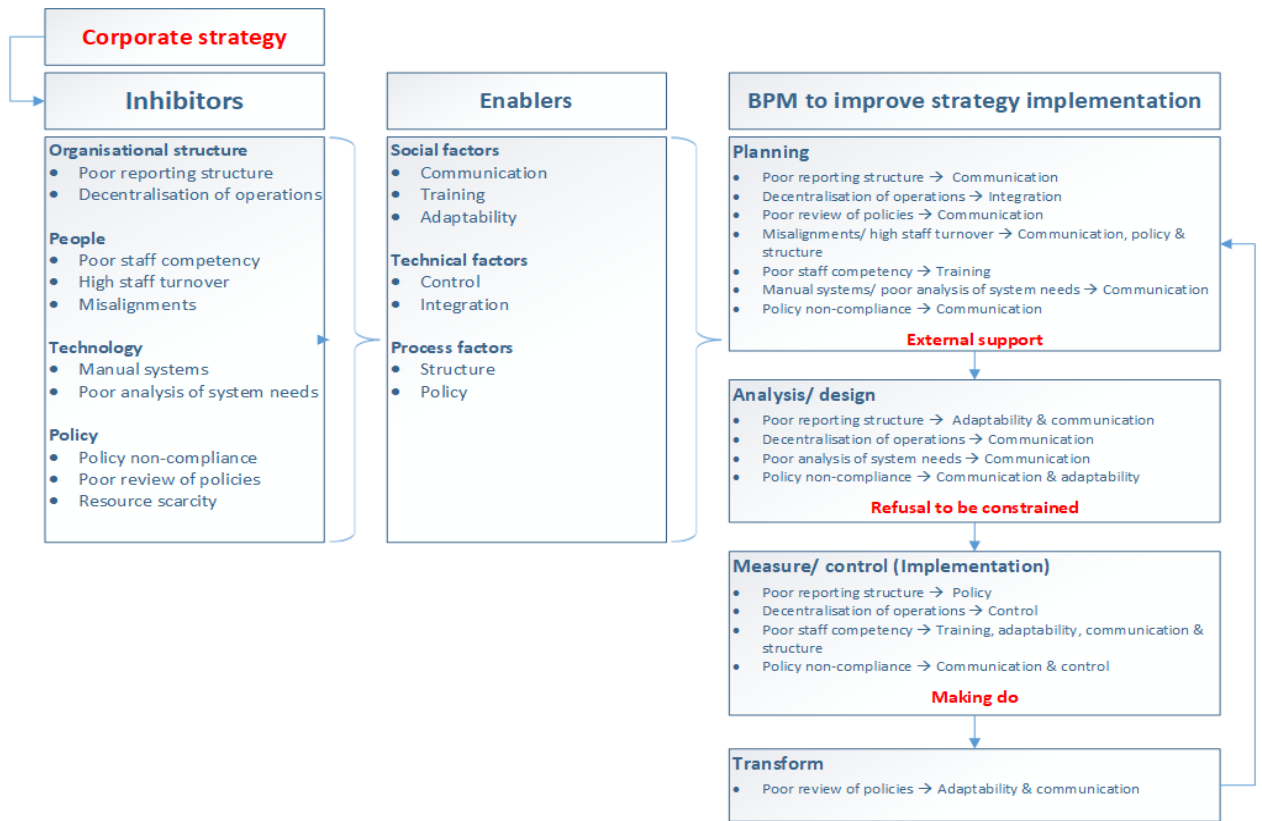 Corporate strategy
Inhibitors
Organisational structure
• Poor reporting structure
• Decentralisation of operations
People
• Poor staff competency
• High staff turnover
• Misalignments
Technology
• Manual systems
• Poor analysis of system needs
Policy
• Policy non-compliance
• Poor review of policies
• Resource scarcity
Enablers
Social factors
• Communication
• Training
• Adaptability
Technical factors
• Control
• Integration
Process factors
• Structure
• Policy
BPM to improve strategy implementation
Planning
• Poor reporting structure → Communication
• Decentralisation of operations → Integration
• Poor review of policies → Communication
• Misalignments/ high staff turnover → Communication, policy &
structure
• Poor staff competency → Training
• Manual systems/ poor analysis of system needs → Communication
• Policy non-compliance → Communication
External support
Analysis/ design
• Poor reporting structure → Adaptability & communication
• Decentralisation of operations → Communication
• Poor analysis of system needs → Communication
• Policy non-compliance → Communication & adaptability
Refusal to be constrained
Measure/ control (Implementation)
• Poor reporting structure → Policy
• Decentralisation of operations → Control
• Poor staff competency → Training, adaptability, communication &
structure
• Policy non-compliance → Communication & control
Making do
Transform
• Poor review of policies → Adaptability & communication